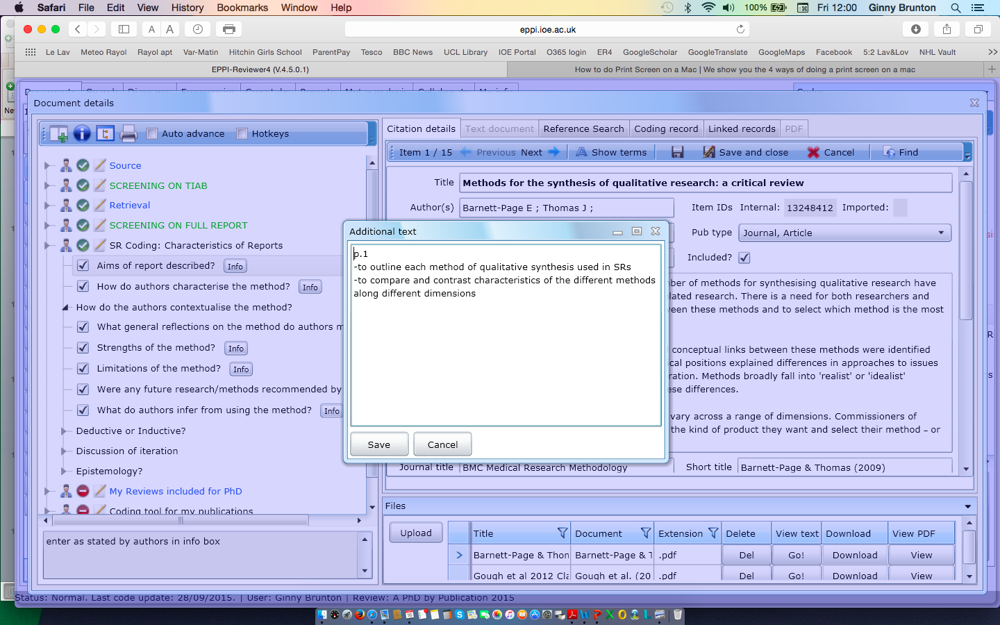 Safari File Edit View History Bookmarks Window Help 100% Fri 12:00 Ginny Brunton
A A eppi.ioe.ac.uk
Le Lav Meteo Rayol Rayol apt Var-Matin Hitchin Girls School ParentPay Tesco BBC News UCL Library IOE Portal O365 login ER4 GoogleScholar GoogleTranslate GoogleMaps Facebook 5:2 Lav&Lov NHL Vault >>
EPPI-Reviewer4 (V.4.5.0.1) How to do Print Screen on a Mac | We show you the 4 ways of doing a print screen on a mac
Document details
Auto advance Hotkeys
Source
SCREENING ON TIAB
Retrieval
SCREENING ON FULL REPORT
SR Coding: Characteristics of Reports
Aims of report described? Info
How do authors characterise the method? Info
How do the authors contextualise the method?
What general reflections on the method do authors m
Strengths of the method? Info
Limitations of the method? Info
Were any future research/methods recommended by
What do authors infer from using the method? Info
Deductive or Inductive?
Discussion of iteration
Epistemology?
My Reviews included for PhD
Coding tool for my publications
enter as stated by authors in info box
Citation details Text document Reference Search Coding record Linked records PDF
Item 1 / 15 Previous Next Show terms Save and close Cancel Find
Title Methods for the synthesis of qualitative research: a critical review
Author(s) Barnett-Page E ; Thomas J ; Item IDs Internal: 13248412 Imported:
Pub type Journal, Article
Included?
Additional text
p.1
-to outline each method of qualitative synthesis used in SRs
-to compare and contrast characteristics of the different methods
along different dimensions
Save Cancel
ber of methods for synthesising qualitative research have
lated research. There is a need for both researchers and
een these methods and to select which method is the most
conceptual links between these methods were identified
ical positions explained differences in approaches to issues
ration. Methods broadly fall into 'realist' or 'idealist'
ese differences.
vary across a range of dimensions. Commissioners of
the kind of product they want and select their method – or
Journal title BMC Medical Research Methodology Short title Barnett-Page & Thomas (2009)
Files
Upload
Title Document Extension Delete View text Download View PDF
Barnett-Page & Thon Barnett-Page & T .pdf Del Go! Download View
Gough et al 2012 Cla Gough et al. (20 .pdf Del Go! Download View
Status: Normal. Last code update: 28/09/2015. | User: Ginny Brunton | Review: A PhD by Publication 2015